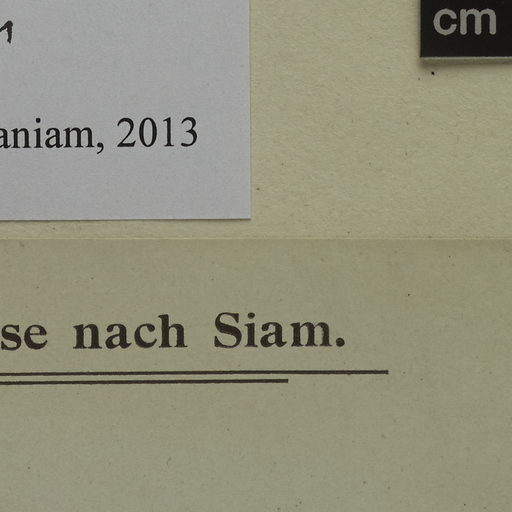 cm
aniam, 2013
se nach Siam.